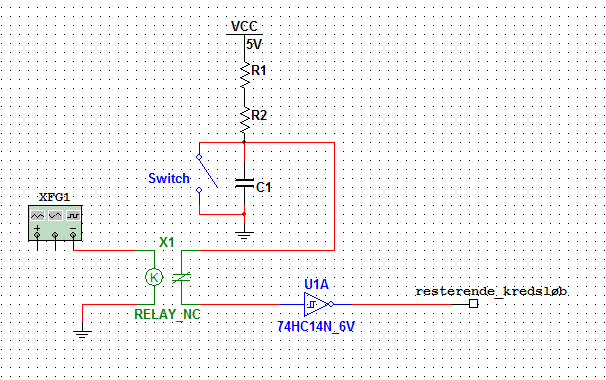 VCC
5V
R1
R2
Switch
C1
XFG1
+ −
X1
K
RELAY_NC
U1A
74HC14N_6V
resterende_kredsløb